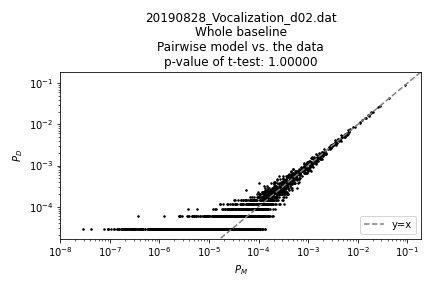 20190828_Vocalization_d02.dat
Whole baseline
Pairwise model vs. the data
p-value of t-test: 1.00000
10⁻¹
10⁻²
10⁻³
10⁻⁴
P_D
y=x
10⁻⁸ 10⁻⁷ 10⁻⁶ 10⁻⁵ 10⁻⁴ 10⁻³ 10⁻² 10⁻¹
P_M